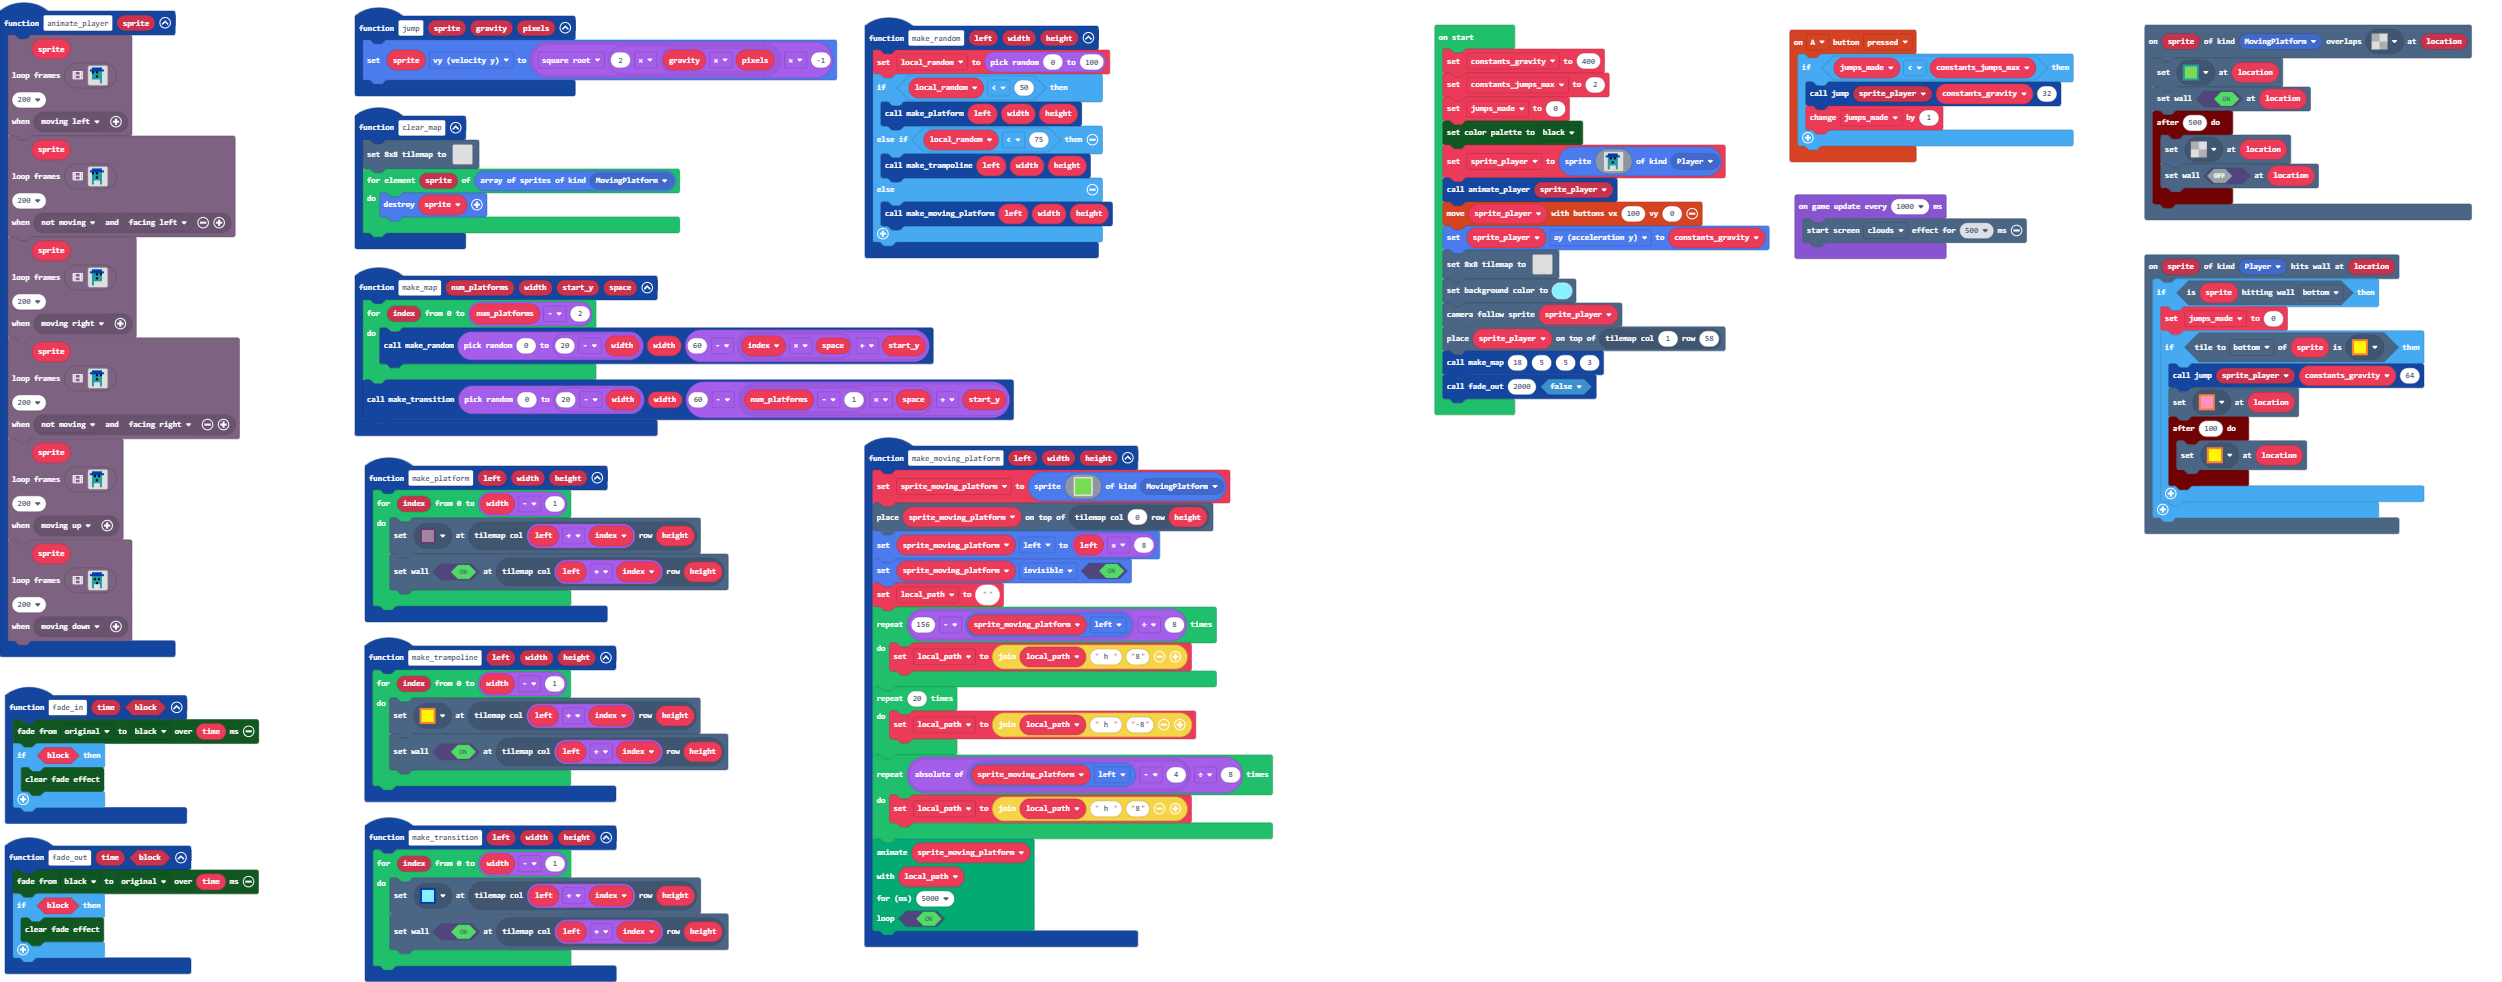 function animate_player sprite
sprite
loop frames
200
when moving left
sprite
loop frames
200
when not moving and facing left
sprite
loop frames
200
when moving right
sprite
loop frames
200
when not moving and facing right
sprite
loop frames
200
when moving up
sprite
loop frames
200
when moving down
function fade_in time block
fade from original to black over time ms
if block then
clear fade effect
function fade_out time block
fade from black to original over time ms
if block then
clear fade effect
function jump sprite gravity pixels
set sprite vy (velocity y) to square root 2 × gravity × pixels × -1
function clear_map
set 8x8 tilemap to
for element sprite of array of sprites of kind MovingPlatform
do
destroy sprite
function make_map num_platforms width start_y space
for index from 0 to num_platforms - 2
do
call make_random pick random 0 to 20 - width width 60 - index × space + start_y
call make_transition pick random 0 to 20 - width width 60 - num_platforms - 1 × space + start_y
function make_platform left width height
for index from 0 to width - 1
do
set at tilemap col left + index row height
set wall ON at tilemap col left + index row height
function make_trampoline left width height
for index from 0 to width - 1
do
set at tilemap col left + index row height
set wall ON at tilemap col left + index row height
function make_transition left width height
for index from 0 to width - 1
do
set at tilemap col left + index row height
set wall ON at tilemap col left + index row height
function make_random left width height
set local_random to pick random 0 to 100
if local_random < 50 then
call make_platform left width height
else if local_random < 75 then
call make_trampoline left width height
else
call make_moving_platform left width height
function make_moving_platform left width height
set sprite_moving_platform to sprite of kind MovingPlatform
place sprite_moving_platform on top of tilemap col 0 row height
set sprite_moving_platform left to left × 8
set sprite_moving_platform invisible ON
set local_path to " "
repeat 156 - sprite_moving_platform left ÷ 8 times
do
set local_path to join local_path " h " "8"
repeat 20 times
do
set local_path to join local_path " h " "-8"
repeat absolute of sprite_moving_platform left - 4 ÷ 8 times
do
set local_path to join local_path " h " "8"
animate sprite_moving_platform
with local_path
for (ms) 5000
loop ON
on start
set constants_gravity to 400
set constants_jumps_max to 2
set jumps_made to 0
set color palette to black
set sprite_player to sprite of kind Player
call animate_player sprite_player
move sprite_player with buttons vx 100 vy 0
set sprite_player ay (acceleration y) to constants_gravity
set 8x8 tilemap to
set background color to
camera follow sprite sprite_player
place sprite_player on top of tilemap col 1 row 58
call make_map 18 5 5 3
call fade_out 2000 false
on A button pressed
if jumps_made < constants_jumps_max then
call jump sprite_player constants_gravity 32
change jumps_made by 1
on game update every 1000 ms
start screen clouds effect for 500 ms
on sprite of kind MovingPlatform overlaps at location
set at location
set wall ON at location
after 500 do
set at location
set wall OFF at location
on sprite of kind Player hits wall at location
if is sprite hitting wall bottom then
set jumps_made to 0
if tile to bottom of sprite is then
call jump sprite_player constants_gravity 64
set at location
after 100 do
set at location